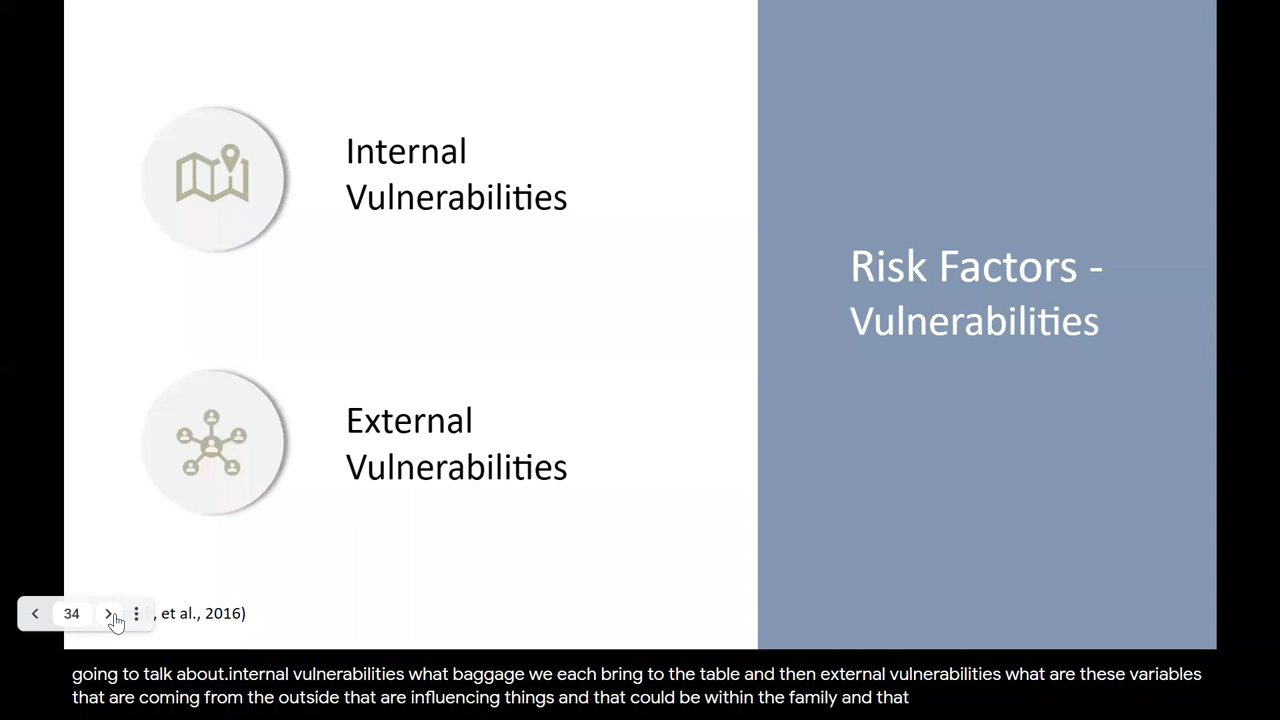 Internal
Vulnerabilities
Risk Factors -
Vulnerabilities
External
Vulnerabilities
34
, et al., 2016)
going to talk about.internal vulnerabilities what baggage we each bring to the table and then external vulnerabilities what are these variables
that are coming from the outside that are influencing things and that could be within the family and that